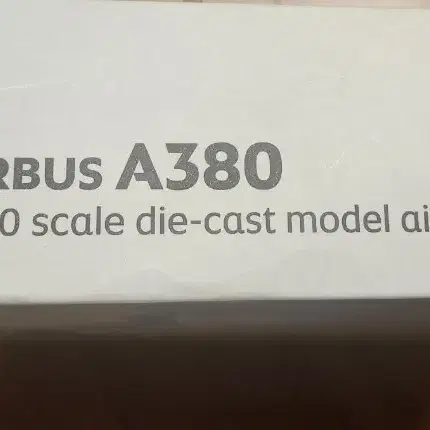 RBUS A380
0 scale die-cast model ai